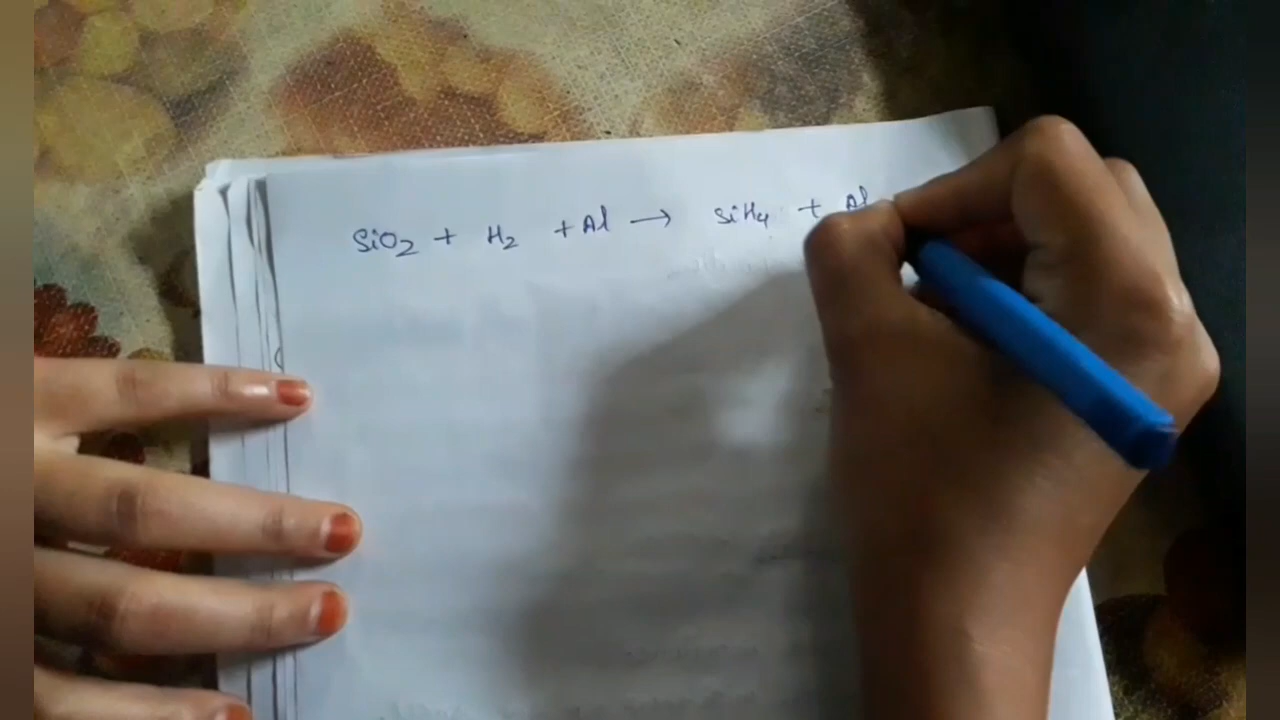 SiO2 + H2 + Al → SiH4 + Al